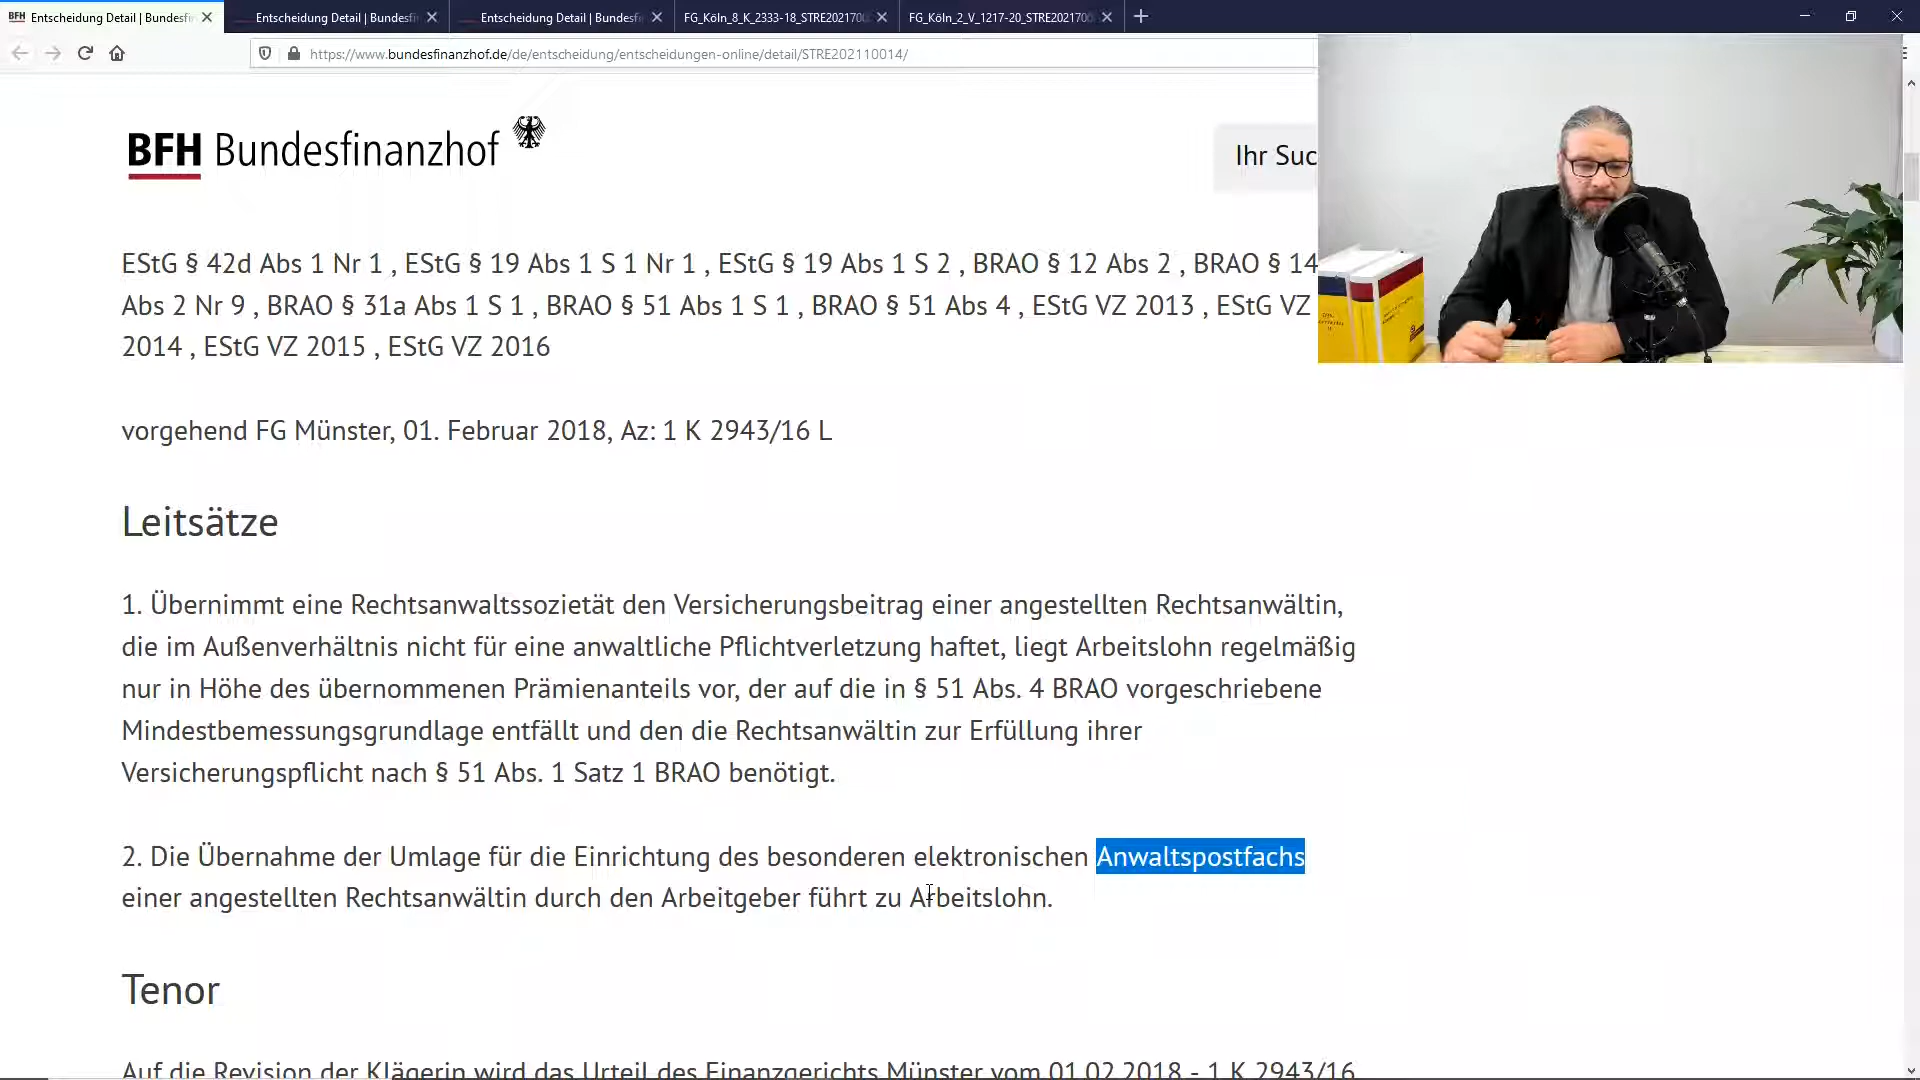 Entscheidung Detail | Bundesfi
Entscheidung Detail | Bundesfi
Entscheidung Detail | Bundesfi
FG_Köln_8_K_2333-18_STRE2021700
FG_Köln_2_V_1217-20_STRE2021700
https://www.bundesfinanzhof.de/de/entscheidung/entscheidungen-online/detail/STRE202110014/
BFH Bundesfinanzhof
Ihr Suc
EStG § 42d Abs 1 Nr 1 , EStG § 19 Abs 1 S 1 Nr 1 , EStG § 19 Abs 1 S 2 , BRAO § 12 Abs 2 , BRAO § 14
Abs 2 Nr 9 , BRAO § 31a Abs 1 S 1 , BRAO § 51 Abs 1 S 1 , BRAO § 51 Abs 4 , EStG VZ 2013 , EStG VZ
2014 , EStG VZ 2015 , EStG VZ 2016
vorgehend FG Münster, 01. Februar 2018, Az: 1 K 2943/16 L
Leitsätze
1. Übernimmt eine Rechtsanwaltssozietät den Versicherungsbeitrag einer angestellten Rechtsanwältin,
die im Außenverhältnis nicht für eine anwaltliche Pflichtverletzung haftet, liegt Arbeitslohn regelmäßig
nur in Höhe des übernommenen Prämienanteils vor, der auf die in § 51 Abs. 4 BRAO vorgeschriebene
Mindestbemessungsgrundlage entfällt und den die Rechtsanwältin zur Erfüllung ihrer
Versicherungspflicht nach § 51 Abs. 1 Satz 1 BRAO benötigt.
2. Die Übernahme der Umlage für die Einrichtung des besonderen elektronischen Anwaltspostfachs
einer angestellten Rechtsanwältin durch den Arbeitgeber führt zu Arbeitslohn.
Tenor
Auf die Revision der Klägerin wird das Urteil des Finanzgerichts Münster vom 01.02.2018 - 1 K 2943/16